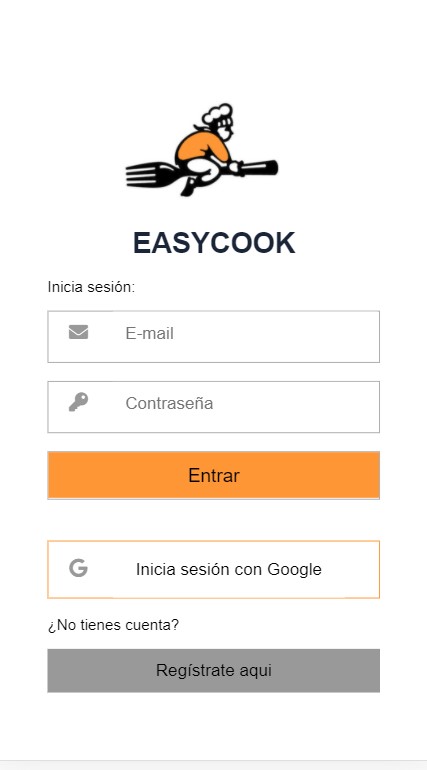 EASYCOOK
Inicia sesión:
E-mail
Contraseña
Entrar
Inicia sesión con Google
¿No tienes cuenta?
Regístrate aqui